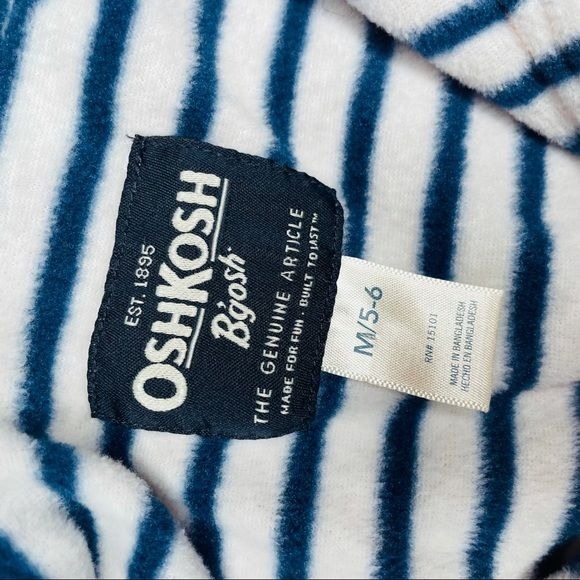 EST. 1895
OSHKOSH
B'gosh
THE GENUINE ARTICLE
MADE FOR FUN · BUILT TO LAST™
M/5-6
RN# 15101
MADE IN BANGLADESH
HECHO EN BANGLADESH